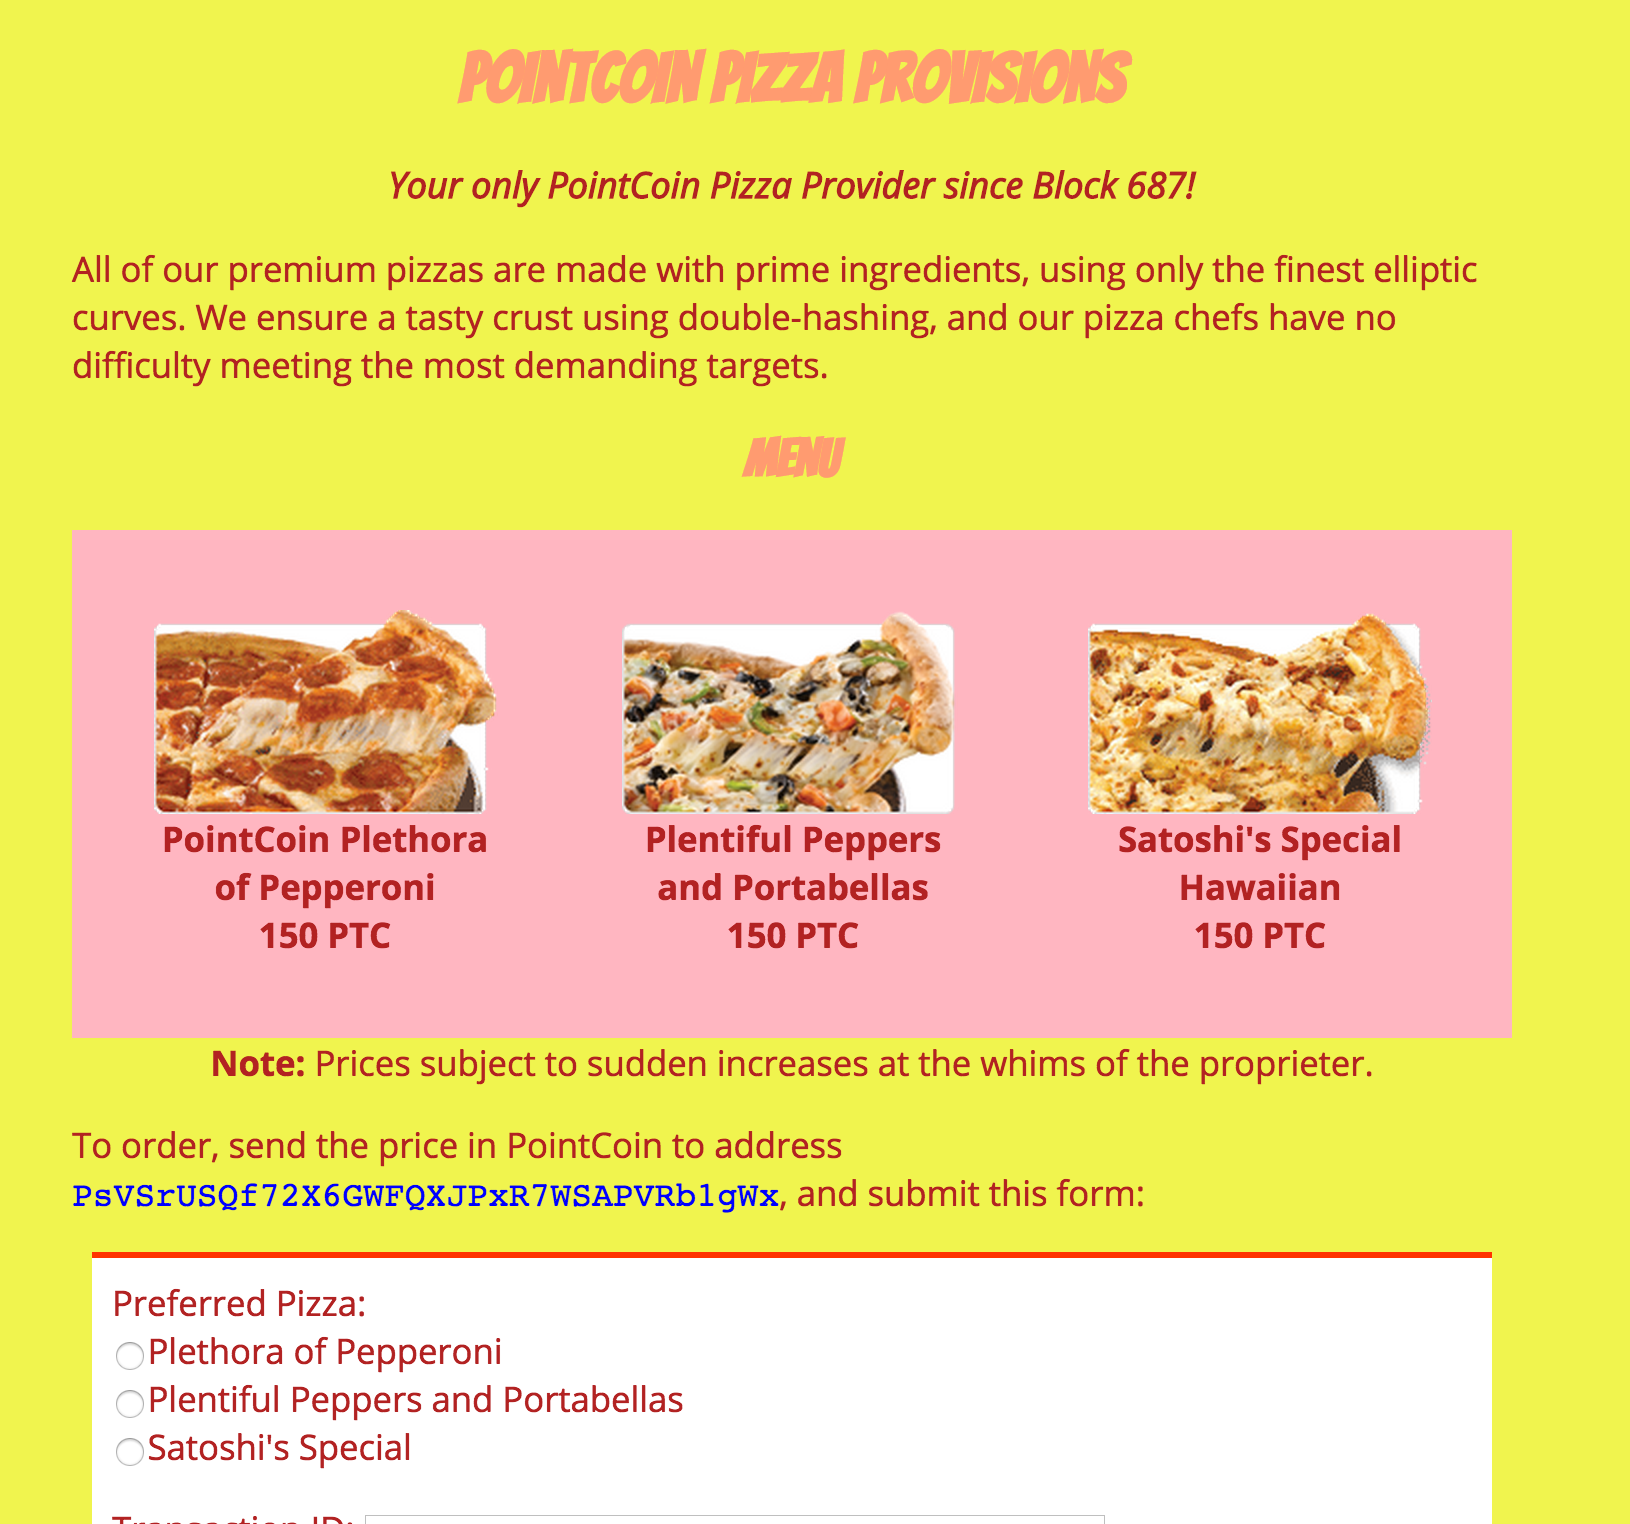 POINTCOIN PIZZA PROVISIONS
Your only PointCoin Pizza Provider since Block 687!
All of our premium pizzas are made with prime ingredients, using only the finest elliptic
curves. We ensure a tasty crust using double-hashing, and our pizza chefs have no
difficulty meeting the most demanding targets.
MENU
PointCoin Plethora
of Pepperoni
150 PTC
Plentiful Peppers
and Portabellas
150 PTC
Satoshi's Special
Hawaiian
150 PTC
Note: Prices subject to sudden increases at the whims of the proprieter.
To order, send the price in PointCoin to address
PsVSrUSQf72X6GWFQXJPxR7WSAPVRb1gWx, and submit this form:
Preferred Pizza:
Plethora of Pepperoni
Plentiful Peppers and Portabellas
Satoshi's Special
Transaction ID: